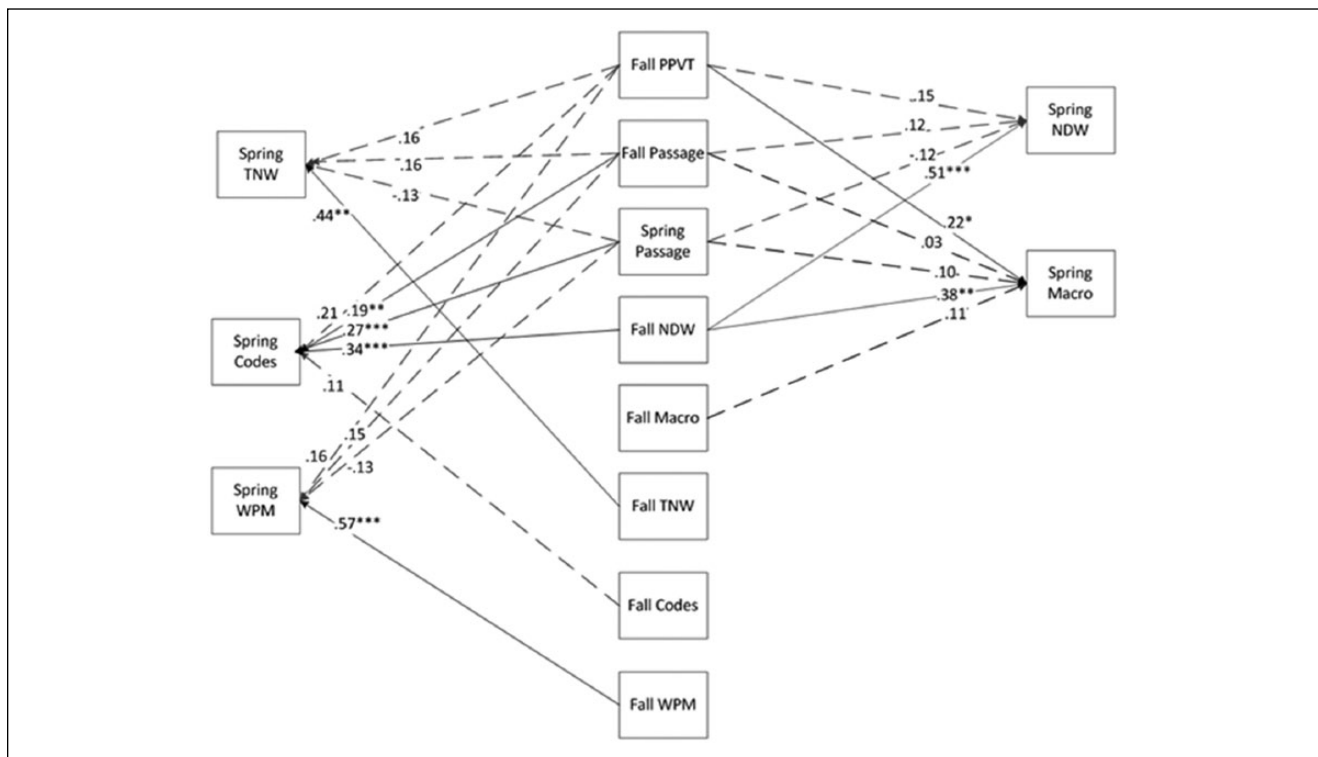 Fall PPVT
.15
Spring
NDW
.16
Fall Passage
.12
Spring
TNW
.16
-.12
-.13
.51***
.44**
Spring
Passage
.22*
.03
.10
Spring
Macro
.21
.19**
.27***
.34***
Fall NDW
.38**
.11
Spring
Codes
.11
Fall Macro
.15
.16
-.13
Spring
WPM
Fall TNW
.57***
Fall Codes
Fall WPM